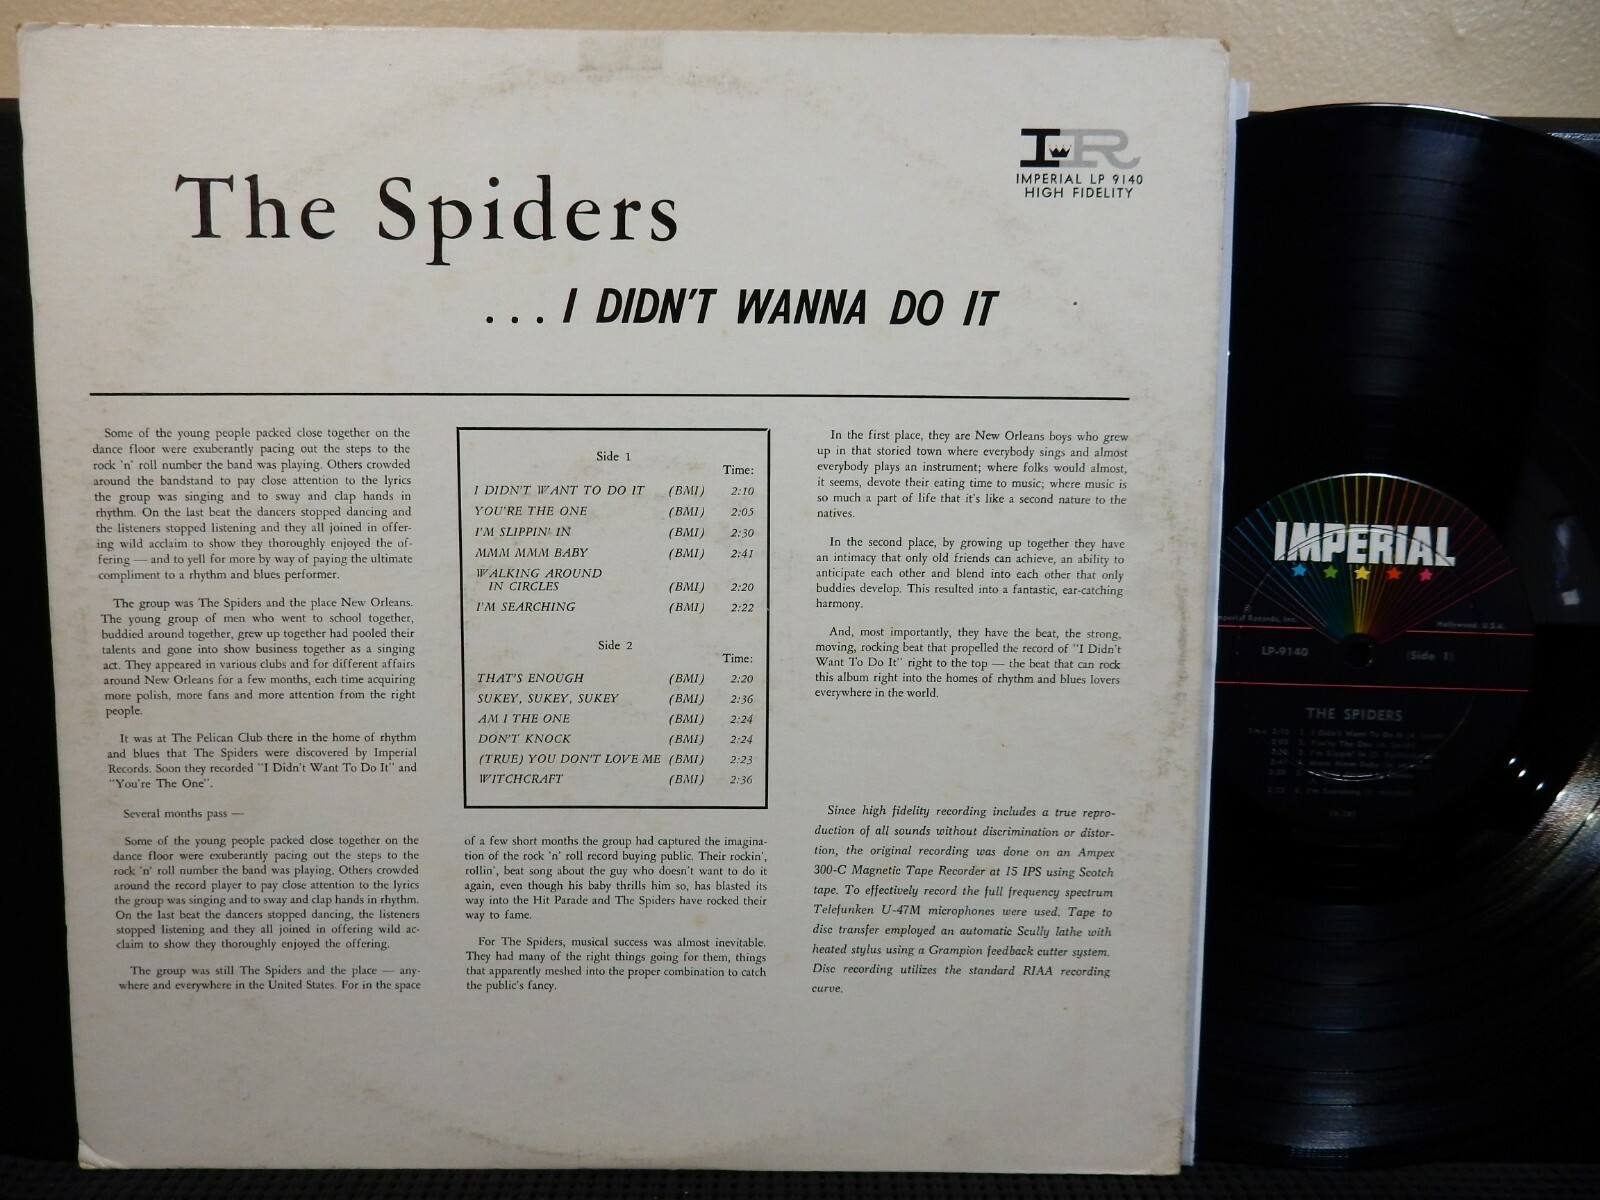 The Spiders
...I DIDN'T WANNA DO IT
IR
IMPERIAL LP 9140
HIGH FIDELITY
Some of the young people packed close together on the
dance floor were exuberantly pacing out the steps to the
rock 'n' roll number the band was playing. Others crowded
around the bandstand to pay close attention to the lyrics
the group was singing and to sway and clap hands in
rhythm. On the last beat the dancers stopped dancing and
the listeners stopped listening and they all joined in offer-
ing wild acclaim to show they thoroughly enjoyed the of-
fering — and to yell for more by way of paying the ultimate
compliment to a rhythm and blues performer.
The group was The Spiders and the place New Orleans.
The young group of men who went to school together,
buddied around together, grew up together had pooled their
talents and gone into show business together as a singing
act. They appeared in various clubs and for different affairs
around New Orleans for a few months, each time acquiring
more polish, more fans and more attention from the right
people.
It was at The Pelican Club there in the home of rhythm
and blues that The Spiders were discovered by Imperial
Records. Soon they recorded "I Didn't Want To Do It" and
"You're The One".
Several months pass —
Some of the young people packed close together on the
dance floor were exuberantly pacing out the steps to the
rock 'n' roll number the band was playing. Others crowded
around the record player to pay close attention to the lyrics
the group was singing and to sway and clap hands in rhythm.
On the last beat the dancers stopped dancing, the listeners
stopped listening and they all joined in offering wild ac-
claim to show they thoroughly enjoyed the offering.
The group was still The Spiders and the place — any-
where and everywhere in the United States. For in the space
Side 1
Time:
I DIDN'T WANT TO DO IT (BMI) 2:10
YOU'RE THE ONE (BMI) 2:05
I'M SLIPPIN' IN (BMI) 2:30
MMM MMM BABY (BMI) 2:41
WALKING AROUND
IN CIRCLES (BMI) 2:20
I'M SEARCHING (BMI) 2:22
Side 2
Time:
THAT'S ENOUGH (BMI) 2:20
SUKEY, SUKEY, SUKEY (BMI) 2:36
AM I THE ONE (BMI) 2:24
DON'T KNOCK (BMI) 2:24
(TRUE) YOU DON'T LOVE ME (BMI) 2:23
WITCHCRAFT (BMI) 2:36
of a few short months the group had captured the imagina-
tion of the rock 'n' roll record buying public. Their rockin',
rollin', beat song about the guy who doesn't want to do it
again, even though his baby thrills him so, has blasted its
way into the Hit Parade and The Spiders have rocked their
way to fame.
For The Spiders, musical success was almost inevitable.
They had many of the right things going for them, things
that apparently meshed into the proper combination to catch
the public's fancy.
In the first place, they are New Orleans boys who grew
up in that storied town where everybody sings and almost
everybody plays an instrument; where folks would almost,
it seems, devote their eating time to music; where music is
so much a part of life that it's like a second nature to the
natives.
In the second place, by growing up together they have
an intimacy that only old friends can achieve, an ability to
anticipate each other and blend into each other that only
buddies develop. This resulted into a fantastic, ear-catching
harmony.
And, most importantly, they have the beat, the strong,
moving, rocking beat that propelled the record of "I Didn't
Want To Do It" right to the top — the beat that can rock
this album right into the homes of rhythm and blues lovers
everywhere in the world.
Since high fidelity recording includes a true repro-
duction of all sounds without discrimination or distor-
tion, the original recording was done on an Ampex
300-C Magnetic Tape Recorder at 15 IPS using Scotch
tape. To effectively record the full frequency spectrum
Telefunken U-47M microphones were used. Tape to
disc transfer employed an automatic Scully lathe with
heated stylus using a Grampion feedback cutter system.
Disc recording utilizes the standard RIAA recording
curve.
IMPERIAL
Records, Inc.
Hollywood, U.S.A.
LP-9140
(Side 1)
THE SPIDERS
1. I Didn't Want To Do It
2. You're The One